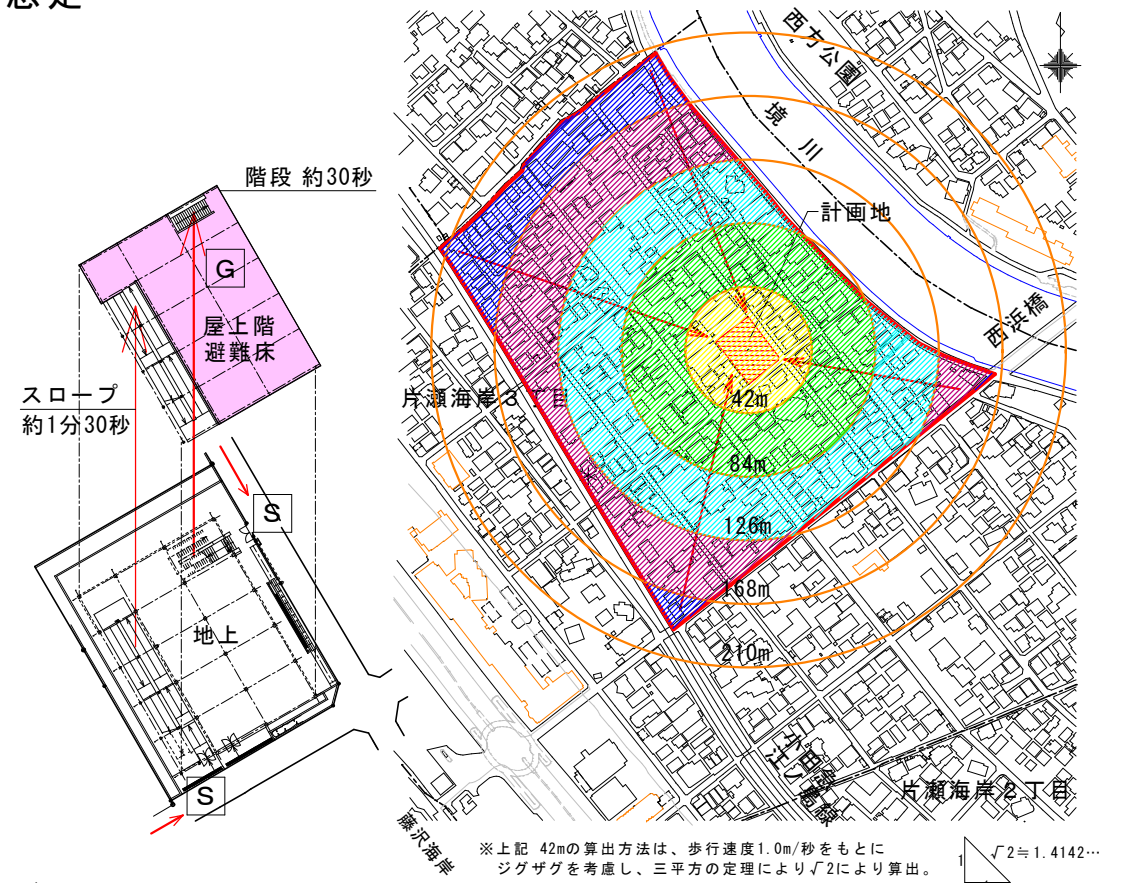 階段 約30秒
G
屋上階
避難床
スロープ
約1分30秒
S
地上
S
西方公園
境川
計画地
西浜橋
片瀬海岸3丁目
42m
84m
126m
168m
210m
小田急
江ノ島線
片瀬海岸2丁目
藤沢海岸
※上記 42mの算出方法は、歩行速度1.0m/秒をもとに
ジグザグを考慮し、三平方の定理により√2により算出。
1
√2≒1.4142…